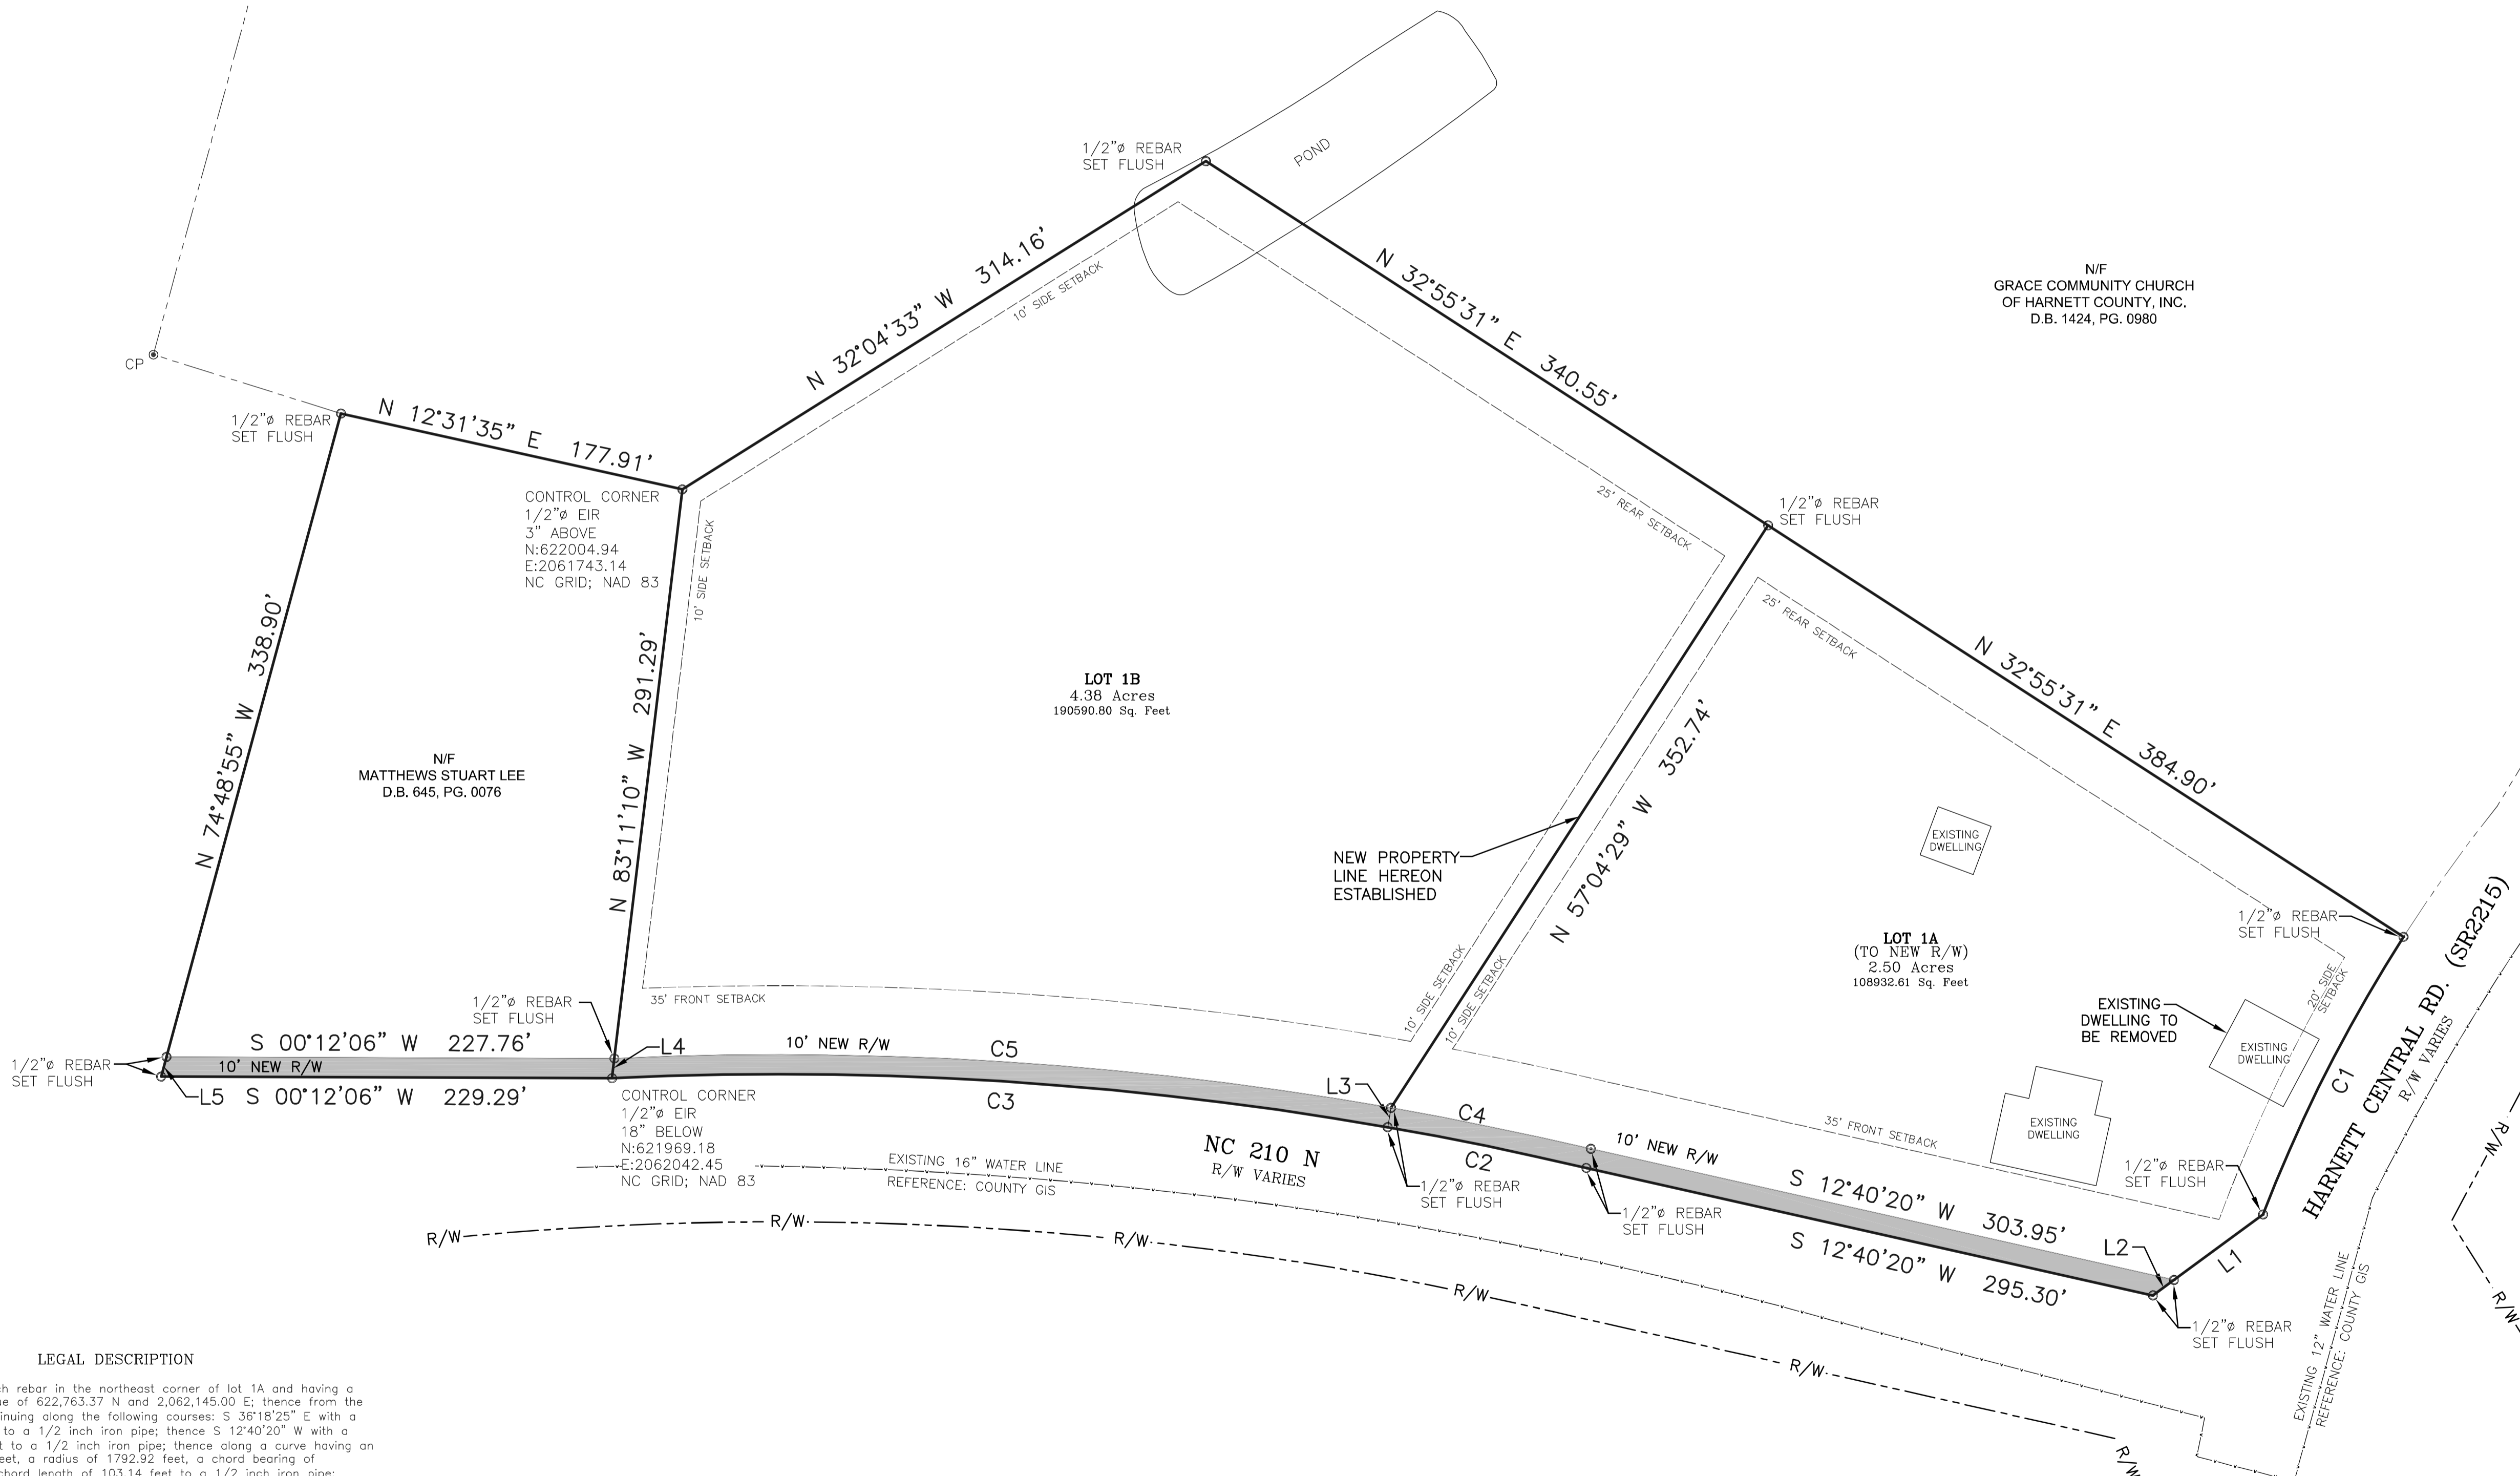 1/2"ø REBAR
SET FLUSH
POND
N 32°04'33" W 314.16'
10' SIDE SETBACK
N 32°55'31" E 340.55'
N/F
GRACE COMMUNITY CHURCH
OF HARNETT COUNTY, INC.
D.B. 1424, PG. 0980
CP
1/2"ø REBAR
SET FLUSH
N 12°31'35" E 177.91'
CONTROL CORNER
1/2"ø EIR
3" ABOVE
N:622004.94
E:2061743.14
NC GRID; NAD 83
10' SIDE SETBACK
25' REAR SETBACK
1/2"ø REBAR
SET FLUSH
25' REAR SETBACK
N 32°55'31" E 384.90'
N 74°48'55" W 338.90'
N/F
MATTHEWS STUART LEE
D.B. 645, PG. 0076
N 83°11'10" W 291.29'
LOT 1B
4.38 Acres
190590.80 Sq. Feet
NEW PROPERTY
LINE HEREON
ESTABLISHED
N 57°04'29" W 352.74'
EXISTING
DWELLING
LOT 1A
(TO NEW R/W)
2.50 Acres
108932.61 Sq. Feet
1/2"ø REBAR
SET FLUSH
20' SIDE
SETBACK
EXISTING
DWELLING TO
BE REMOVED
EXISTING
DWELLING
EXISTING
DWELLING
C1
HARNETT CENTRAL RD. (SR2215)
R/W VARIES
10' SIDE SETBACK
10' SIDE SETBACK
35' FRONT SETBACK
35' FRONT SETBACK
1/2"ø REBAR
SET FLUSH
1/2"ø REBAR
SET FLUSH
S 00°12'06" W 227.76'
10' NEW R/W
L5
S 00°12'06" W 229.29'
1/2"ø REBAR
SET FLUSH
L4
10' NEW R/W
C5
C3
L3
C4
C2
10' NEW R/W
S 12°40'20" W 303.95'
S 12°40'20" W 295.30'
L2
L1
CONTROL CORNER
1/2"ø EIR
18" BELOW
N:621969.18
E:2062042.45
NC GRID; NAD 83
EXISTING 16" WATER LINE
REFERENCE: COUNTY GIS
NC 210 N
R/W VARIES
1/2"ø REBAR
SET FLUSH
1/2"ø REBAR
SET FLUSH
1/2"ø REBAR
SET FLUSH
EXISTING 12" WATER LINE
REFERENCE: COUNTY GIS
R/W
R/W
R/W
R/W
R/W
R/W
R/W
R/W
LEGAL DESCRIPTION
rebar in the northeast corner of lot 1A and having a
of 622,763.37 N and 2,062,145.00 E; thence from the
along the following courses: S 36°18'25" E with a
to a 1/2 inch iron pipe; thence S 12°40'20" W with a
to a 1/2 inch iron pipe; thence along a curve having an
a radius of 1792.92 feet, a chord bearing of
chord length of 103.14 feet to a 1/2 inch iron pipe;